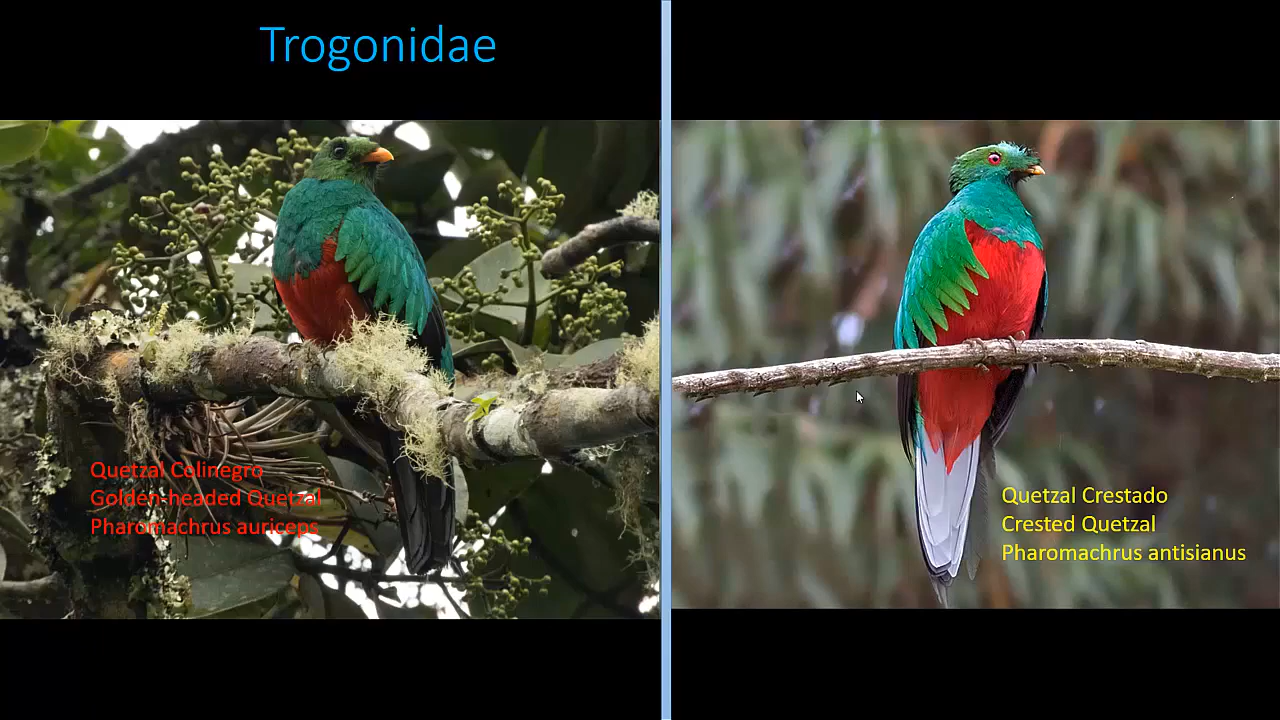 Trogonidae
Quetzal Colinegro
Golden-headed Quetzal
Pharomachrus auriceps
Quetzal Crestado
Crested Quetzal
Pharomachrus antisianus